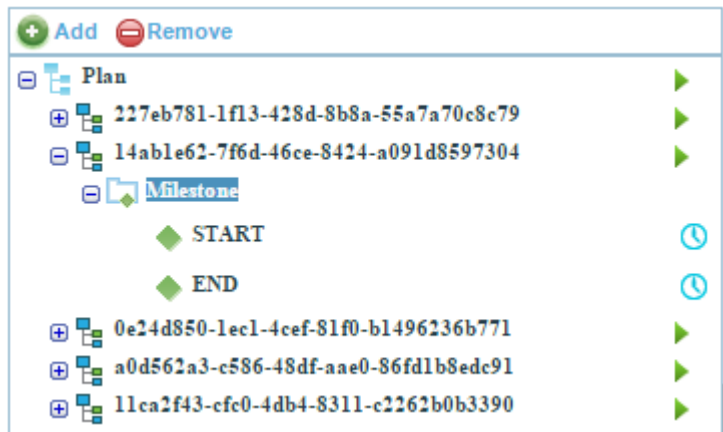 Add Remove
Plan
227eb781-1f13-428d-8b8a-55a7a70c8c79
14ab1e62-7f6d-46ce-8424-a091d8597304
Milestone
START
END
0e24d850-1ec1-4cef-81f0-b1496236b771
a0d562a3-c586-48df-aae0-86fd1b8edc91
11ca2f43-cfc0-4db4-8311-c2262b0b3390